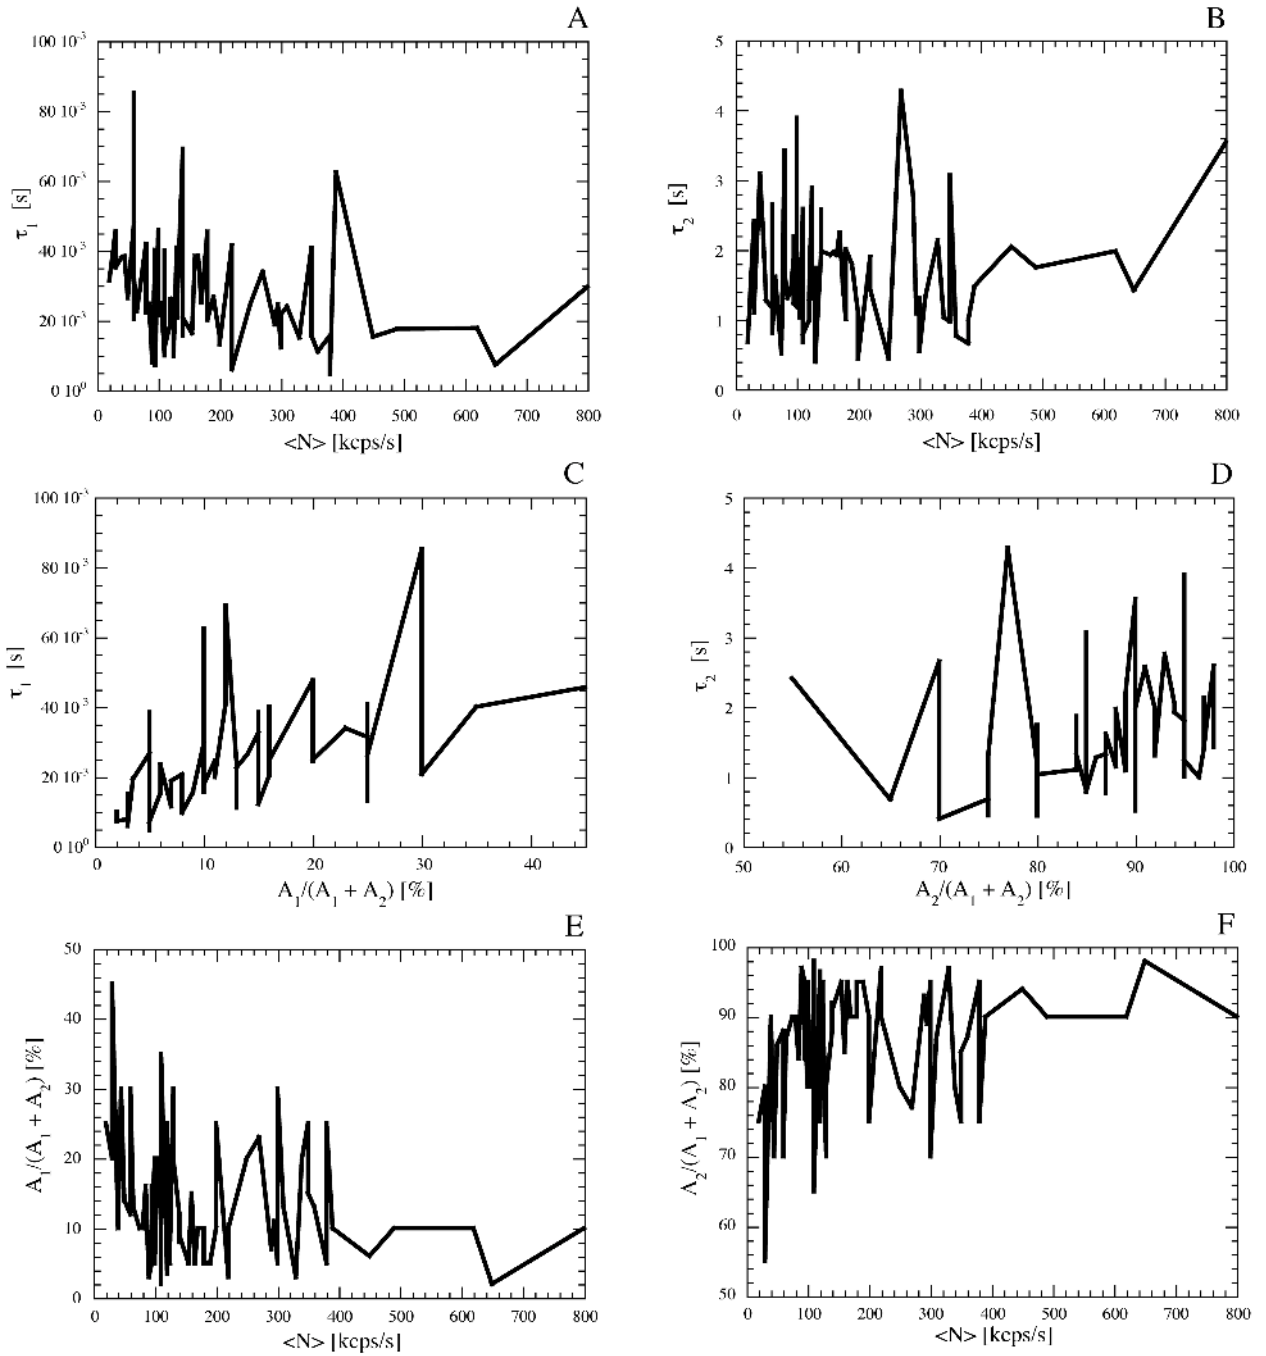 A
100 10⁻³
80 10⁻³
60 10⁻³
40 10⁻³
20 10⁻³
0 10⁰
τ₁ [s]
0 100 200 300 400 500 600 700 800
<N> [kcps/s]
B
5
4
3
2
1
0
τ₂ [s]
0 100 200 300 400 500 600 700 800
<N> [kcps/s]
C
100 10⁻³
80 10⁻³
60 10⁻³
40 10⁻³
20 10⁻³
0 10⁰
τ₁ [s]
0 10 20 30 40
A₁/(A₁ + A₂) [%]
D
5
4
3
2
1
0
τ₂ [s]
50 60 70 80 90 100
A₂/(A₁ + A₂) [%]
E
50
40
30
20
10
0
A₁/(A₁ + A₂) [%]
0 100 200 300 400 500 600 700 800
<N> [kcps/s]
F
100
90
80
70
60
50
A₂/(A₁ + A₂) [%]
0 100 200 300 400 500 600 700 800
<N> [kcps/s]